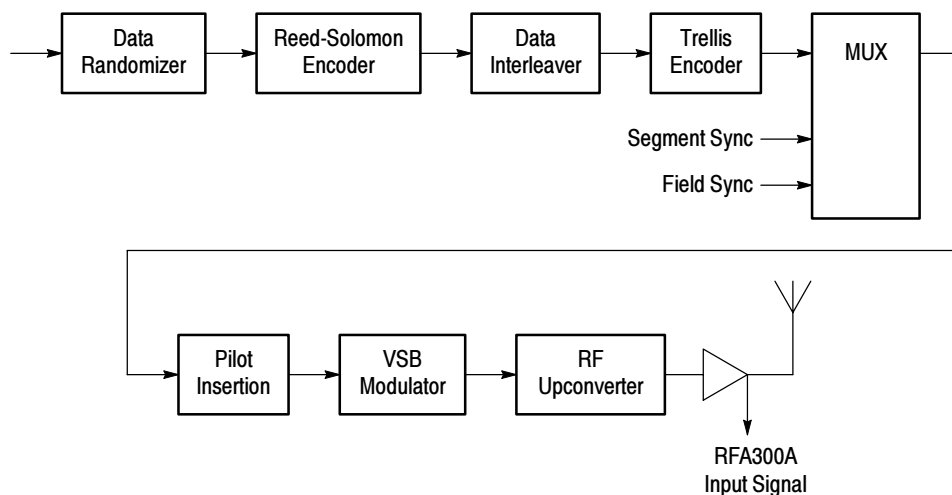 Data
Randomizer
Reed-Solomon
Encoder
Data
Interleaver
Trellis
Encoder
MUX
Segment Sync
Field Sync
Pilot
Insertion
VSB
Modulator
RF
Upconverter
RFA300A
Input Signal